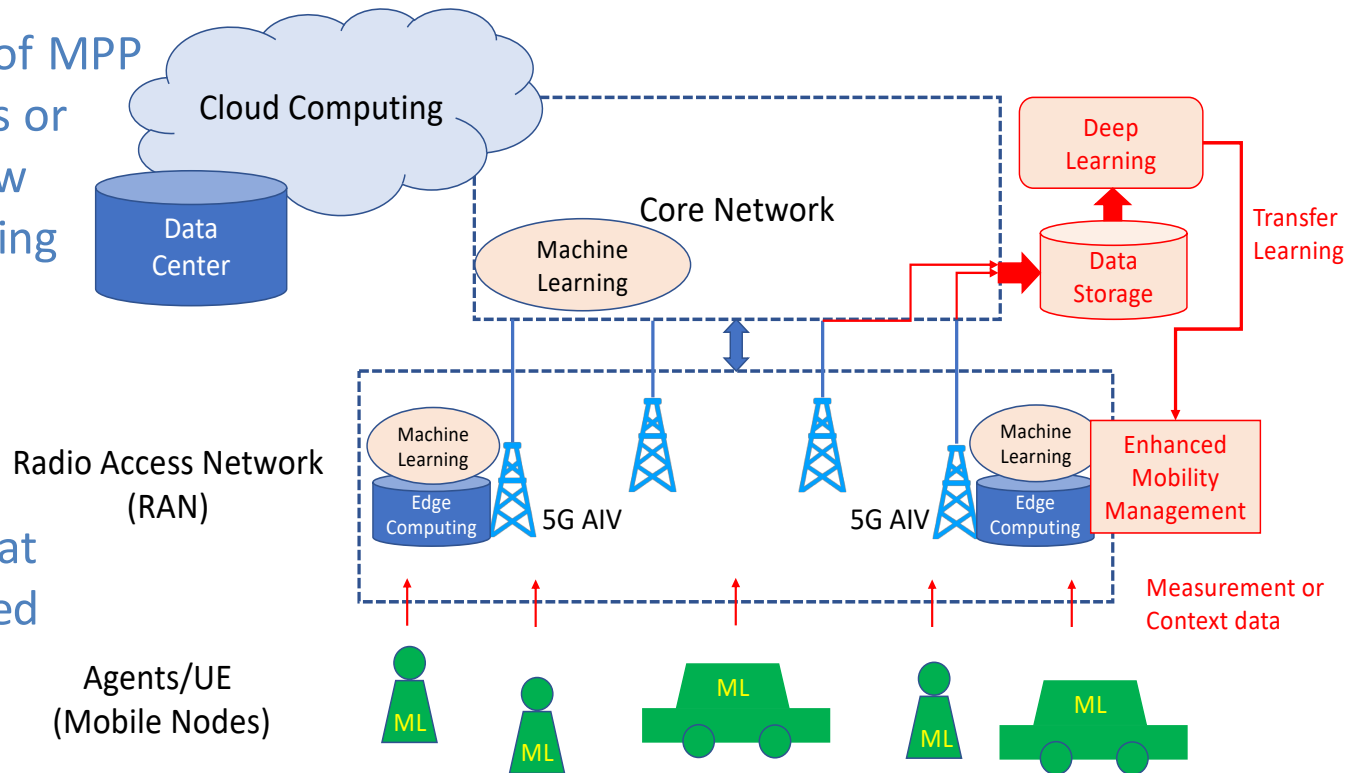 of MPP
s or
w
ing
at
ed
Cloud Computing
Data
Center
Core Network
Machine
Learning
Deep
Learning
Data
Storage
Transfer
Learning
Radio Access Network
(RAN)
Machine
Learning
Edge
Computing
5G AIV
5G AIV
Machine
Learning
Edge
Computing
Enhanced
Mobility
Management
Measurement or
Context data
Agents/UE
(Mobile Nodes)
ML
ML
ML
ML
ML